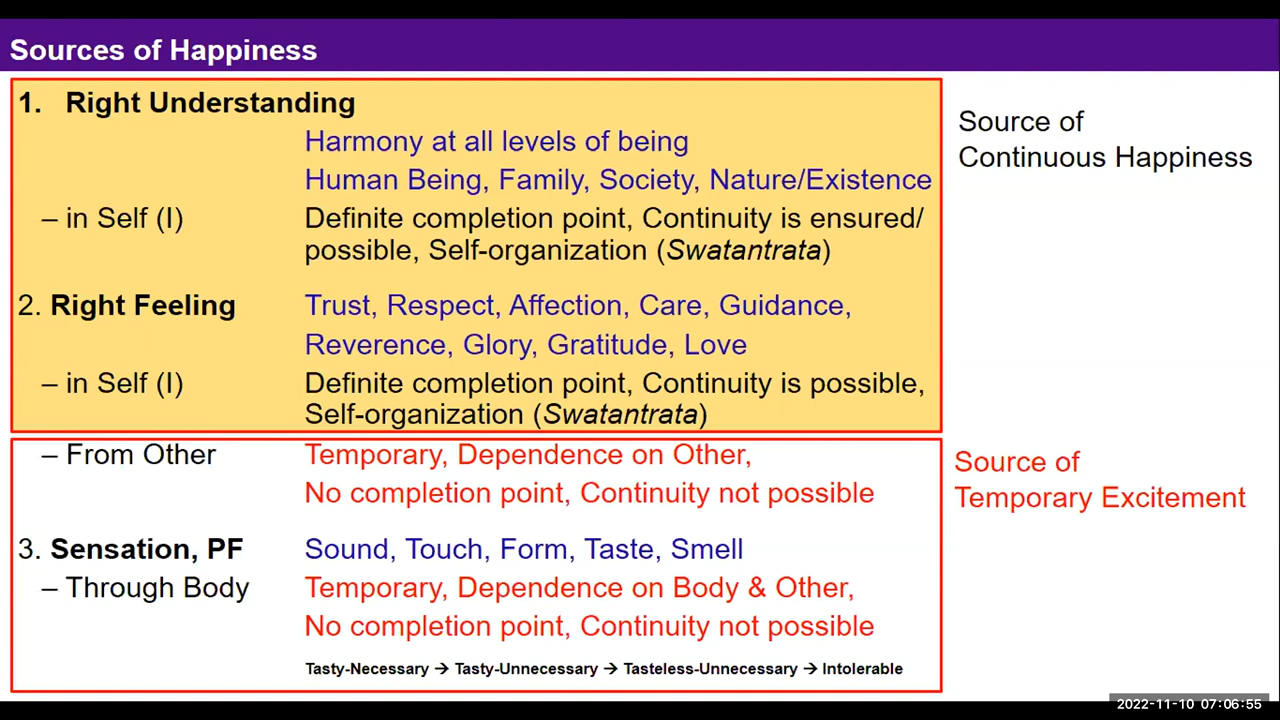 Sources of Happiness
1. Right Understanding
Harmony at all levels of being
Human Being, Family, Society, Nature/Existence
– in Self (I) Definite completion point, Continuity is ensured/
possible, Self-organization (Swatantrata)
Source of
Continuous Happiness
2. Right Feeling Trust, Respect, Affection, Care, Guidance,
Reverence, Glory, Gratitude, Love
– in Self (I) Definite completion point, Continuity is possible,
Self-organization (Swatantrata)
– From Other Temporary, Dependence on Other,
No completion point, Continuity not possible
Source of
Temporary Excitement
3. Sensation, PF Sound, Touch, Form, Taste, Smell
– Through Body Temporary, Dependence on Body & Other,
No completion point, Continuity not possible
Tasty-Necessary → Tasty-Unnecessary → Tasteless-Unnecessary → Intolerable
2022-11-10 07:06:55